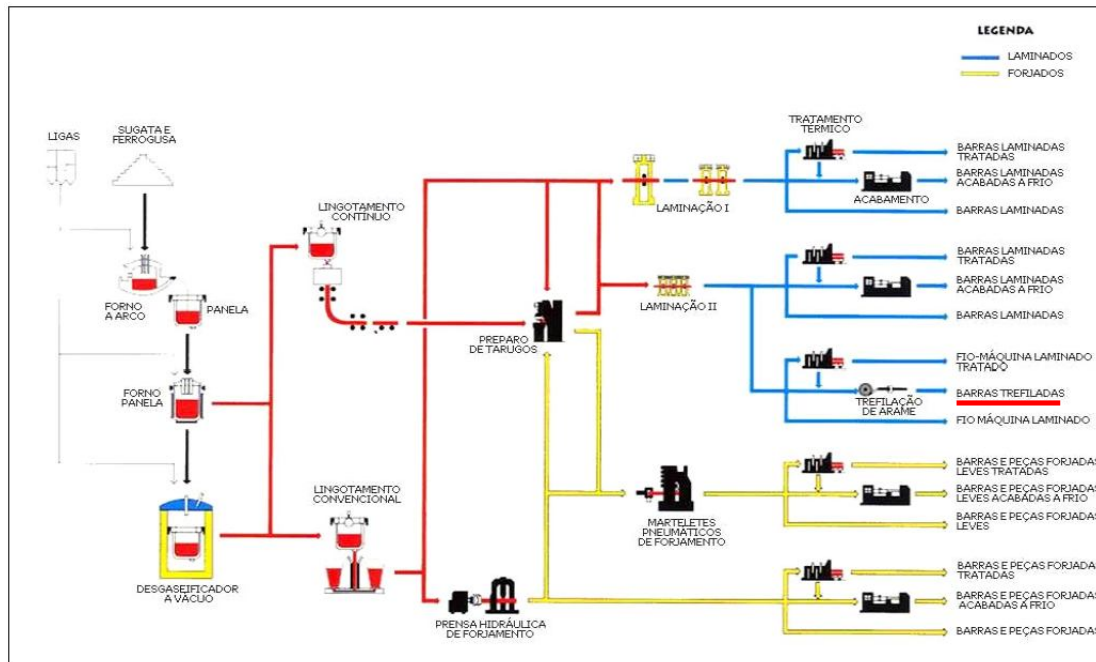 LEGENDA
LAMINADOS
FORJADOS
LIGAS
SUGATA E
FERROGUSA
FORNO
A ARCO
PANELA
FORNO
PANELA
DESGASEIFICADOR
A VÁCUO
LINGOTAMENTO
CONTÍNUO
LINGOTAMENTO
CONVENCIONAL
PREPARO
DE TARUGOS
PRENSA HIDRÁULICA
DE FORJAMENTO
LAMINAÇÃO I
LAMINAÇÃO II
MARTELETES
PNEUMÁTICOS
DE FORJAMENTO
TRATAMENTO
TERMICO
ACABAMENTO
TREFILAÇÃO
DE ARAME
BARRAS LAMINADAS
TRATADAS
BARRAS LAMINADAS
ACABADAS A FRIO
BARRAS LAMINADAS
BARRAS LAMINADAS
TRATADAS
BARRAS LAMINADAS
ACABADAS A FRIO
BARRAS LAMINADAS
FIO-MÁQUINA LAMINADO
TRATADO
BARRAS TREFILADAS
FIO MÁQUINA LAMINADO
BARRAS E PEÇAS FORJADAS
LEVES TRATADAS
BARRAS E PEÇAS FORJADAS
LEVES ACABADAS A FRIO
BARRAS E PEÇAS FORJADAS
LEVES
BARRAS E PEÇAS FORJADAS
TRATADAS
BARRAS E PEÇAS FORJADAS
ACABADAS A FRIO
BARRAS E PEÇAS FORJADAS